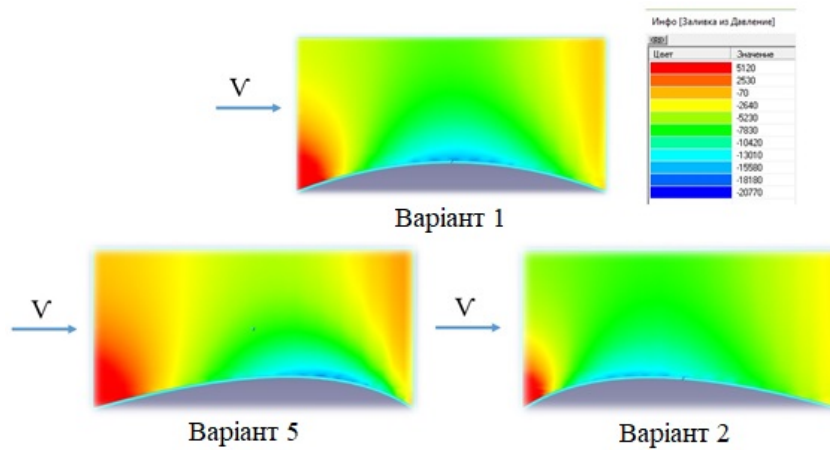 Инфо [Заливка из Давление]
Цвет Значение
5120
2530
-70
-2640
-5230
-7830
-10420
-13010
-15580
-18180
-20770
V
Варіант 1
V
V
Варіант 5
Варіант 2